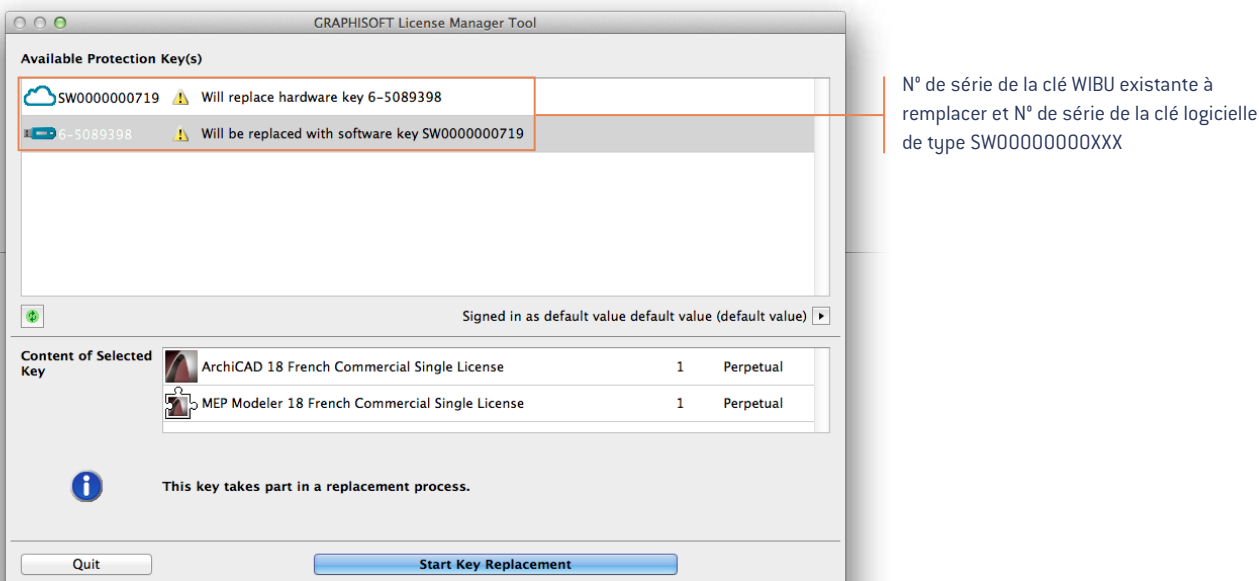 GRAPHISOFT License Manager Tool
Available Protection Key(s)
SW0000000719 Will replace hardware key 6-5089398
6-5089398 Will be replaced with software key SW0000000719
N° de série de la clé WIBU existante à
remplacer et N° de série de la clé logicielle
de type SW00000000XXX
Signed in as default value default value (default value)
Content of Selected
Key
ArchiCAD 18 French Commercial Single License 1 Perpetual
MEP Modeler 18 French Commercial Single License 1 Perpetual
This key takes part in a replacement process.
Quit
Start Key Replacement